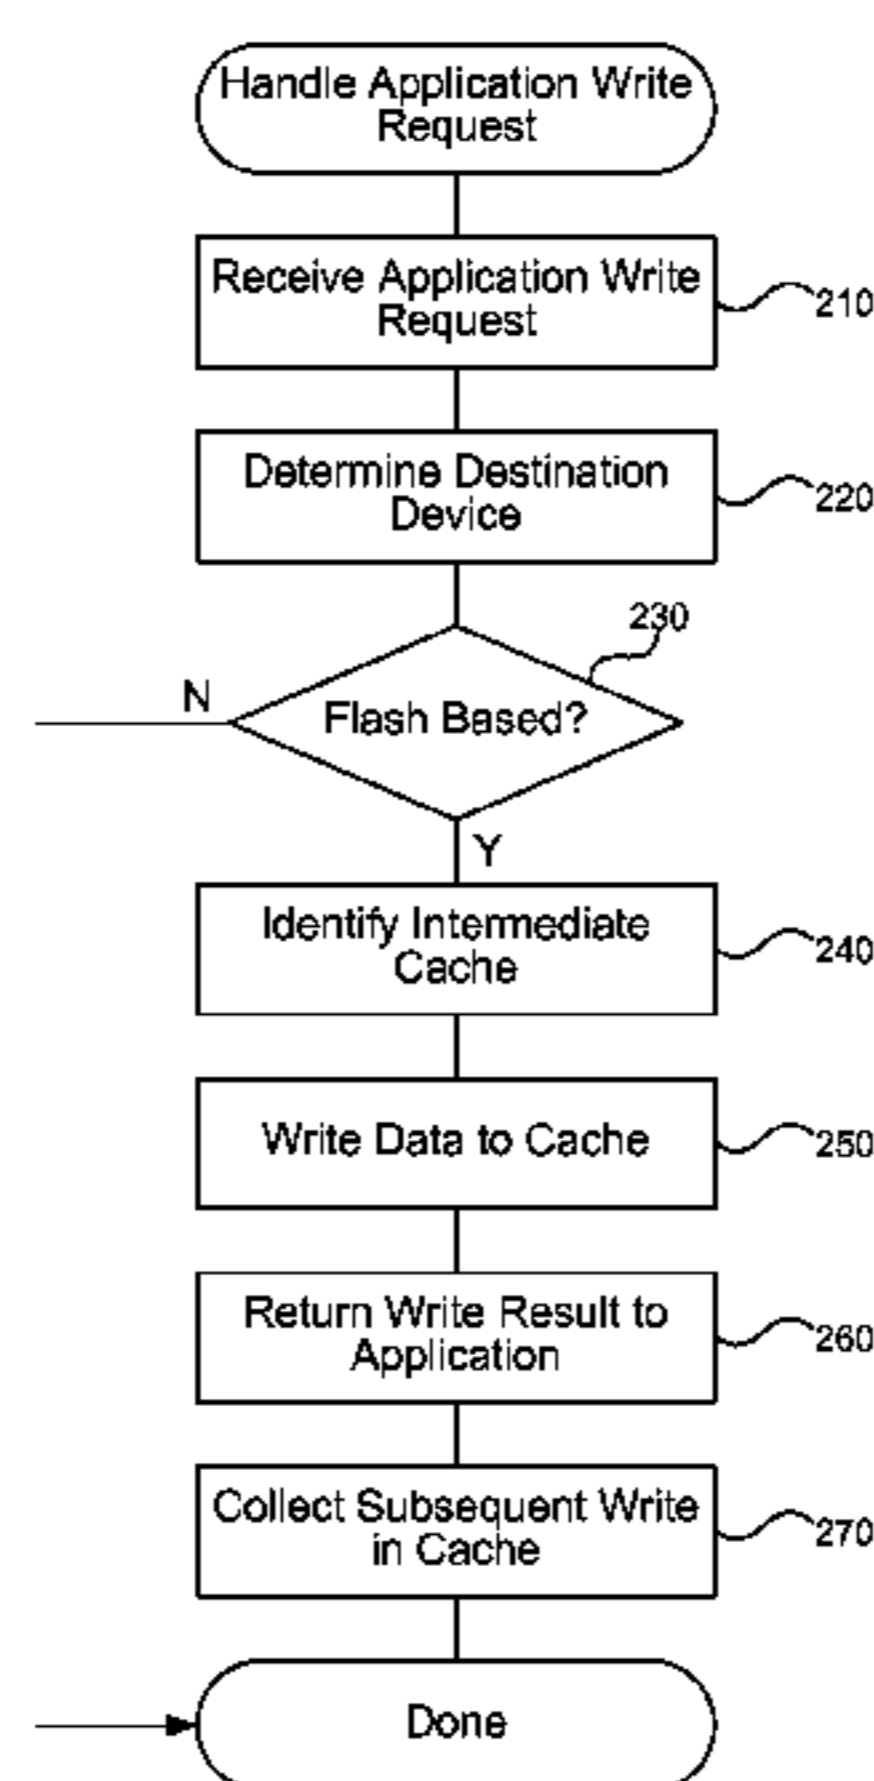 Handle Application Write
Request
Receive Application Write
Request
210
Determine Destination
Device
220
230
N
Flash Based?
Y
Identify Intermediate
Cache
240
Write Data to Cache
250
Return Write Result to
Application
260
Collect Subsequent Write
in Cache
270
Done